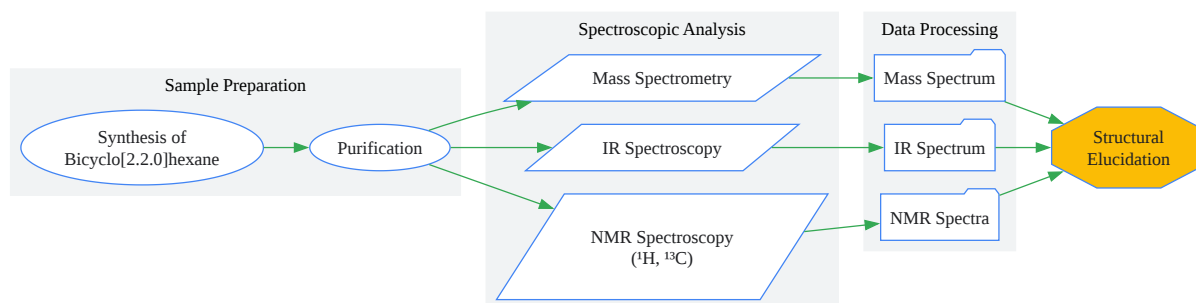 Sample Preparation
Synthesis of
Bicyclo[2.2.0]hexane
Purification
Spectroscopic Analysis
Mass Spectrometry
IR Spectroscopy
NMR Spectroscopy
(¹H, ¹³C)
Data Processing
Mass Spectrum
IR Spectrum
NMR Spectra
Structural
Elucidation